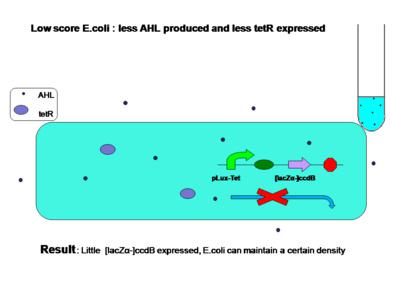 Low score E.coli : less AHL produced and less tetR expressed
AHL
tetR
pLux-Tet
[lacZα-]ccdB
Result: Little [lacZα-]ccdB expressed, E.coli can maintain a certain density